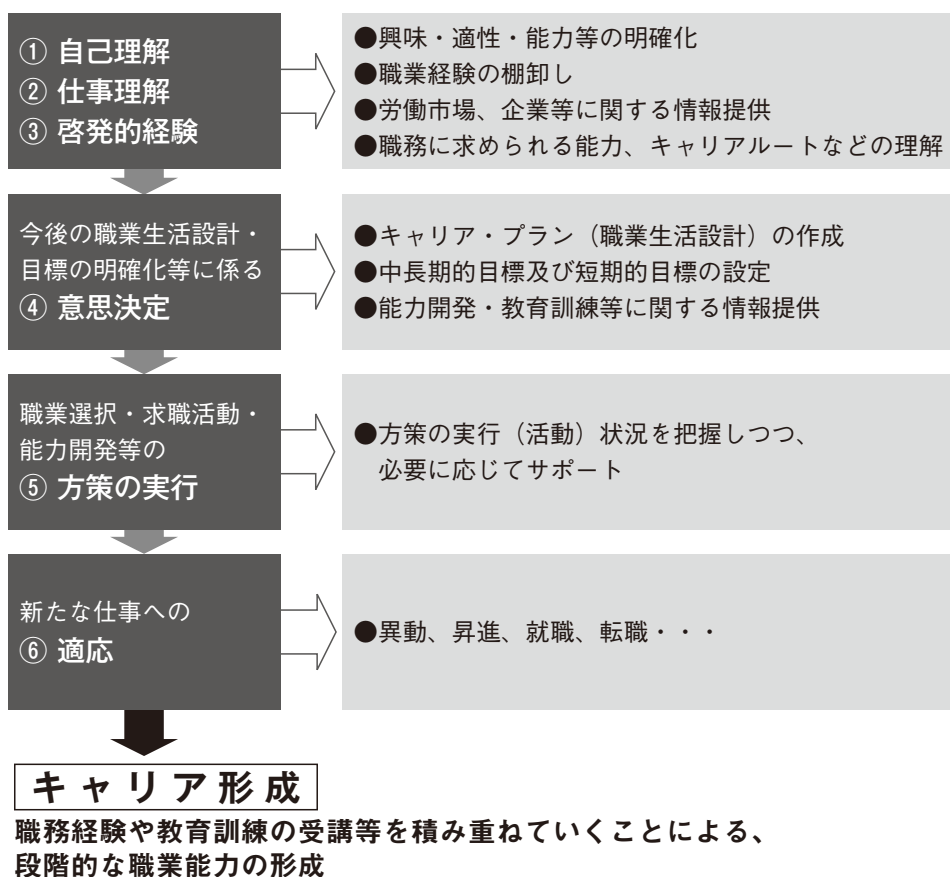 ① 自己理解
② 仕事理解
③ 啓発的経験
●興味・適性・能力等の明確化
●職業経験の棚卸し
●労働市場、企業等に関する情報提供
●職務に求められる能力、キャリアルートなどの理解
今後の職業生活設計・
目標の明確化等に係る
④ 意思決定
●キャリア・プラン（職業生活設計）の作成
●中長期的目標及び短期的目標の設定
●能力開発・教育訓練等に関する情報提供
職業選択・求職活動・
能力開発等の
⑤ 方策の実行
●方策の実行（活動）状況を把握しつつ、
必要に応じてサポート
新たな仕事への
⑥ 適応
●異動、昇進、就職、転職・・・
キャリア形成
職務経験や教育訓練の受講等を積み重ねていくことによる、
段階的な職業能力の形成